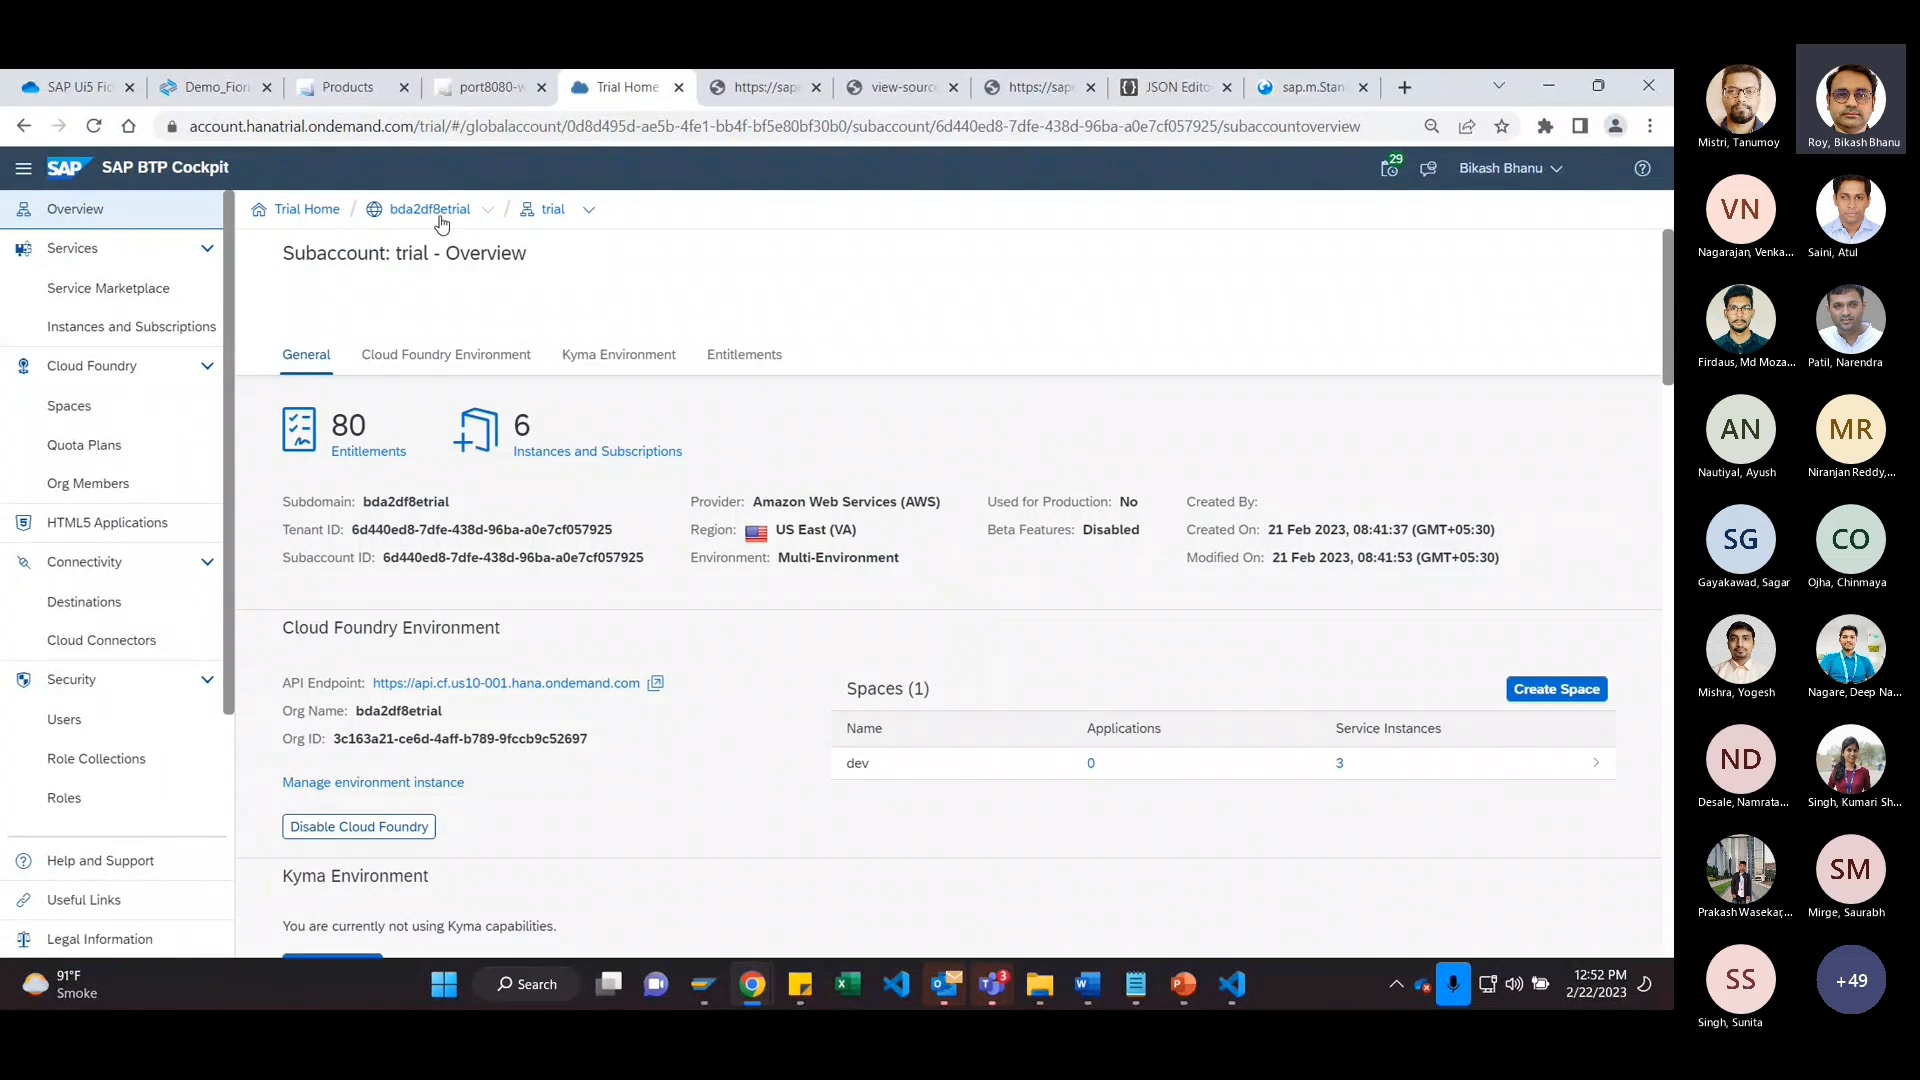 SAP Ui5 Fic
Demo_Fiori
Products
port8080-w
Trial Home
https://sape
view-sourc
https://sape
JSON Edito
sap.m.Stan
account.hanatrial.ondemand.com/trial/#/globalaccount/0d8d495d-ae5b-4fe1-bb4f-bf5e80bf30b0/subaccount/6d440ed8-7dfe-438d-96ba-a0e7cf057925/subaccountoverview
SAP
SAP BTP Cockpit
29
Bikash Bhanu
Overview
Services
Service Marketplace
Instances and Subscriptions
Cloud Foundry
Spaces
Quota Plans
Org Members
HTML5 Applications
Connectivity
Destinations
Cloud Connectors
Security
Users
Role Collections
Roles
Help and Support
Useful Links
Legal Information
Trial Home / bda2df8etrial / trial
Subaccount: trial - Overview
General
Cloud Foundry Environment
Kyma Environment
Entitlements
80
Entitlements
6
Instances and Subscriptions
Subdomain: bda2df8etrial
Tenant ID: 6d440ed8-7dfe-438d-96ba-a0e7cf057925
Subaccount ID: 6d440ed8-7dfe-438d-96ba-a0e7cf057925
Provider: Amazon Web Services (AWS)
Region: US East (VA)
Environment: Multi-Environment
Used for Production: No
Beta Features: Disabled
Created By:
Created On: 21 Feb 2023, 08:41:37 (GMT+05:30)
Modified On: 21 Feb 2023, 08:41:53 (GMT+05:30)
Cloud Foundry Environment
API Endpoint: https://api.cf.us10-001.hana.ondemand.com
Org Name: bda2df8etrial
Org ID: 3c163a21-ce6d-4aff-b789-9fccb9c52697
Manage environment instance
Disable Cloud Foundry
Spaces (1)
Create Space
Name Applications Service Instances
dev 0 3
Kyma Environment
You are currently not using Kyma capabilities.
91°F
Smoke
Search
3
12:52 PM
2/22/2023
Mistri, Tanumoy
Roy, Bikash Bhanu
VN
Nagarajan, Venka...
Saini, Atul
Firdaus, Md Moza...
Patil, Narendra
AN
Nautiyal, Ayush
MR
Niranjan Reddy,...
SG
Gayakawad, Sagar
CO
Ojha, Chinmaya
Mishra, Yogesh
Nagare, Deep Na...
ND
Desale, Namrata...
Singh, Kumari Sh...
Prakash Wasekar,...
SM
Mirge, Saurabh
SS
Singh, Sunita
+49